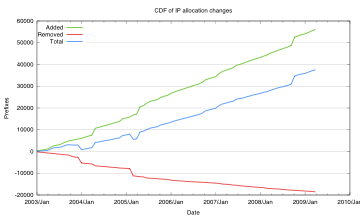 CDF of IP allocation changes
60000
50000
40000
30000
20000
10000
0
-10000
-20000
Added
Removed
Total
Prefixes
2003/Jan
2004/Jan
2005/Jan
2006/Jan
2007/Jan
2008/Jan
2009/Jan
2010/Jan
Date